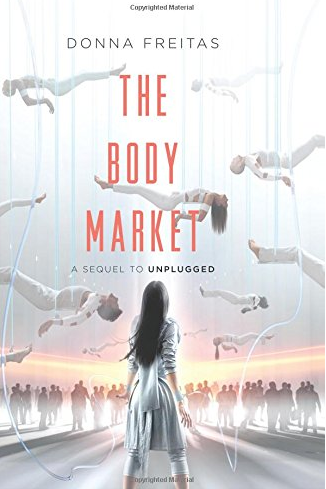 Copyrighted Material
DONNA FREITAS
THE
BODY
MARKET
A SEQUEL TO UNPLUGGED
Copyrighted Material